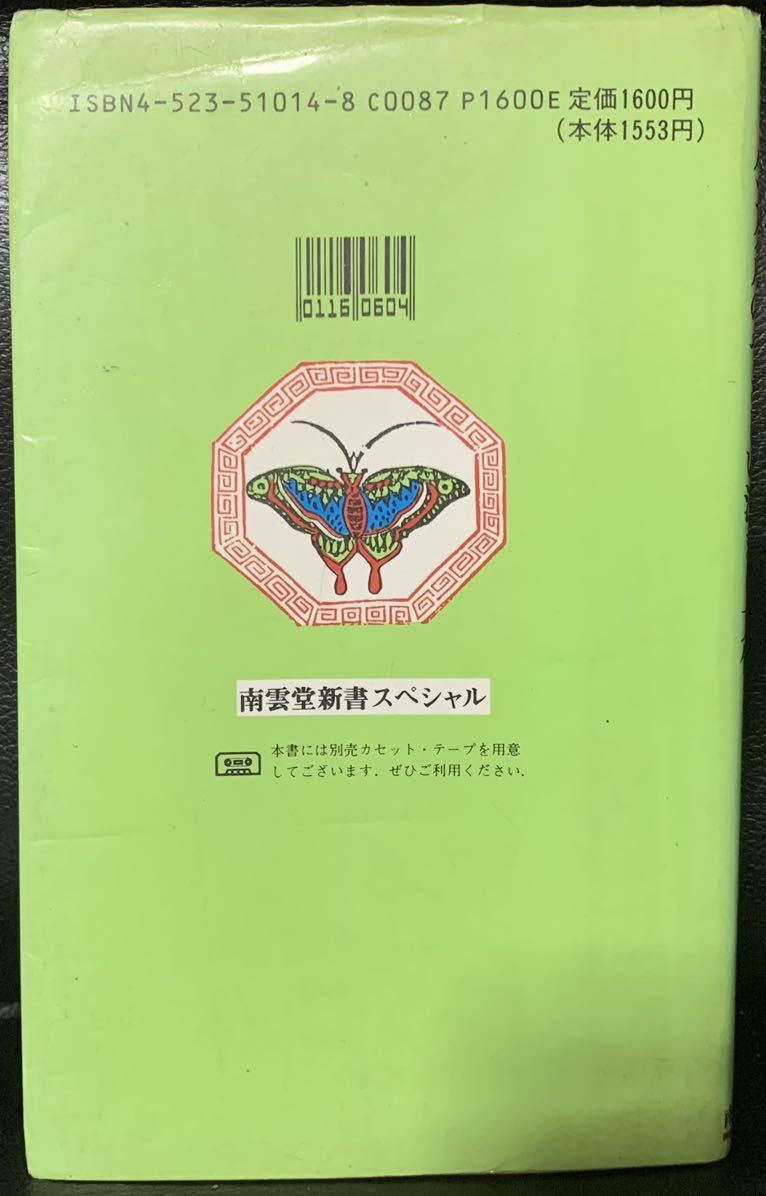 ISBN4-523-51014-8 C0087 P1600E 定価1600円
(本体1553円)
0116 0604
南雲堂新書スペシャル
本書には別売カセット・テープを用意
してございます．ぜひご利用ください．